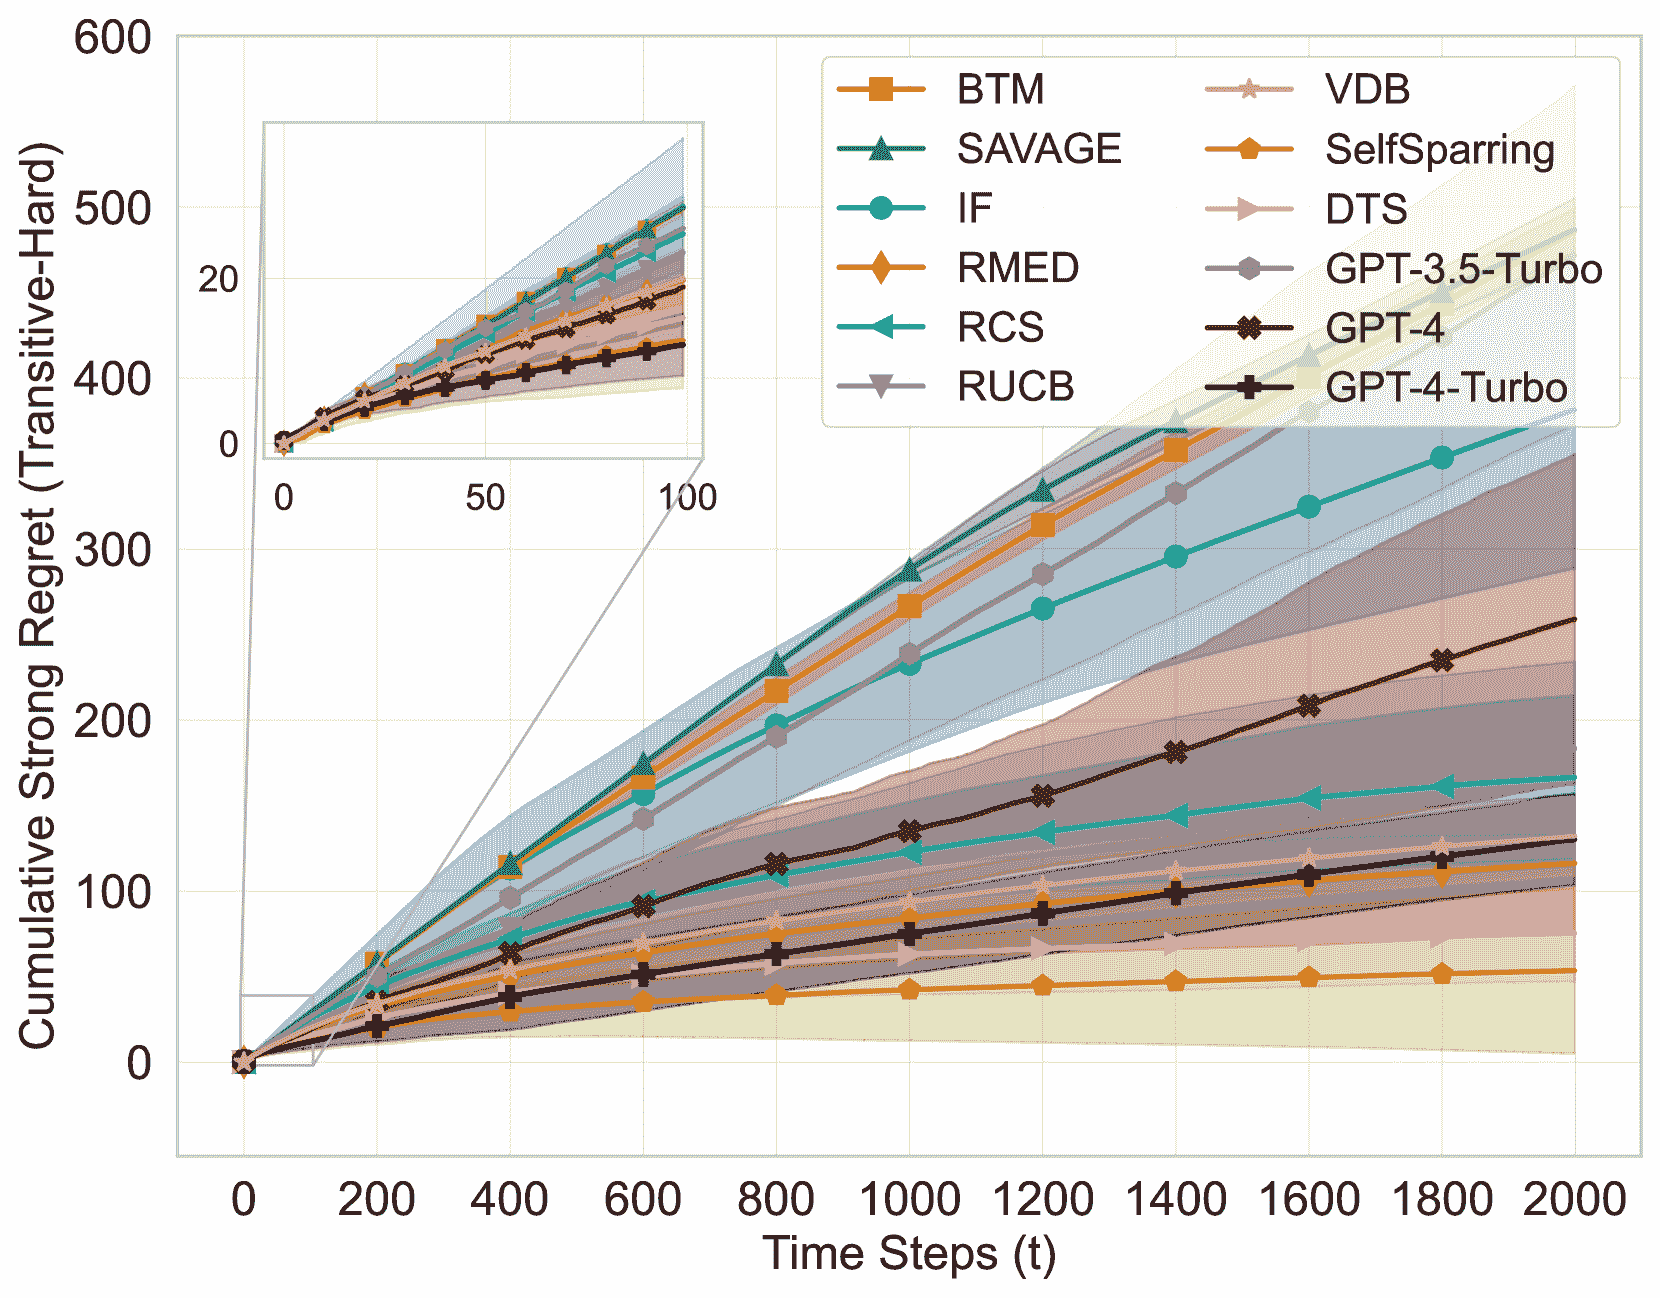 Cumulative Strong Regret (Transitive-Hard)
600
500
400
300
200
100
0
20
0
0 50 100
BTM
SAVAGE
IF
RMED
RCS
RUCB
VDB
SelfSparring
DTS
GPT-3.5-Turbo
GPT-4
GPT-4-Turbo
0 200 400 600 800 1000 1200 1400 1600 1800 2000
Time Steps (t)